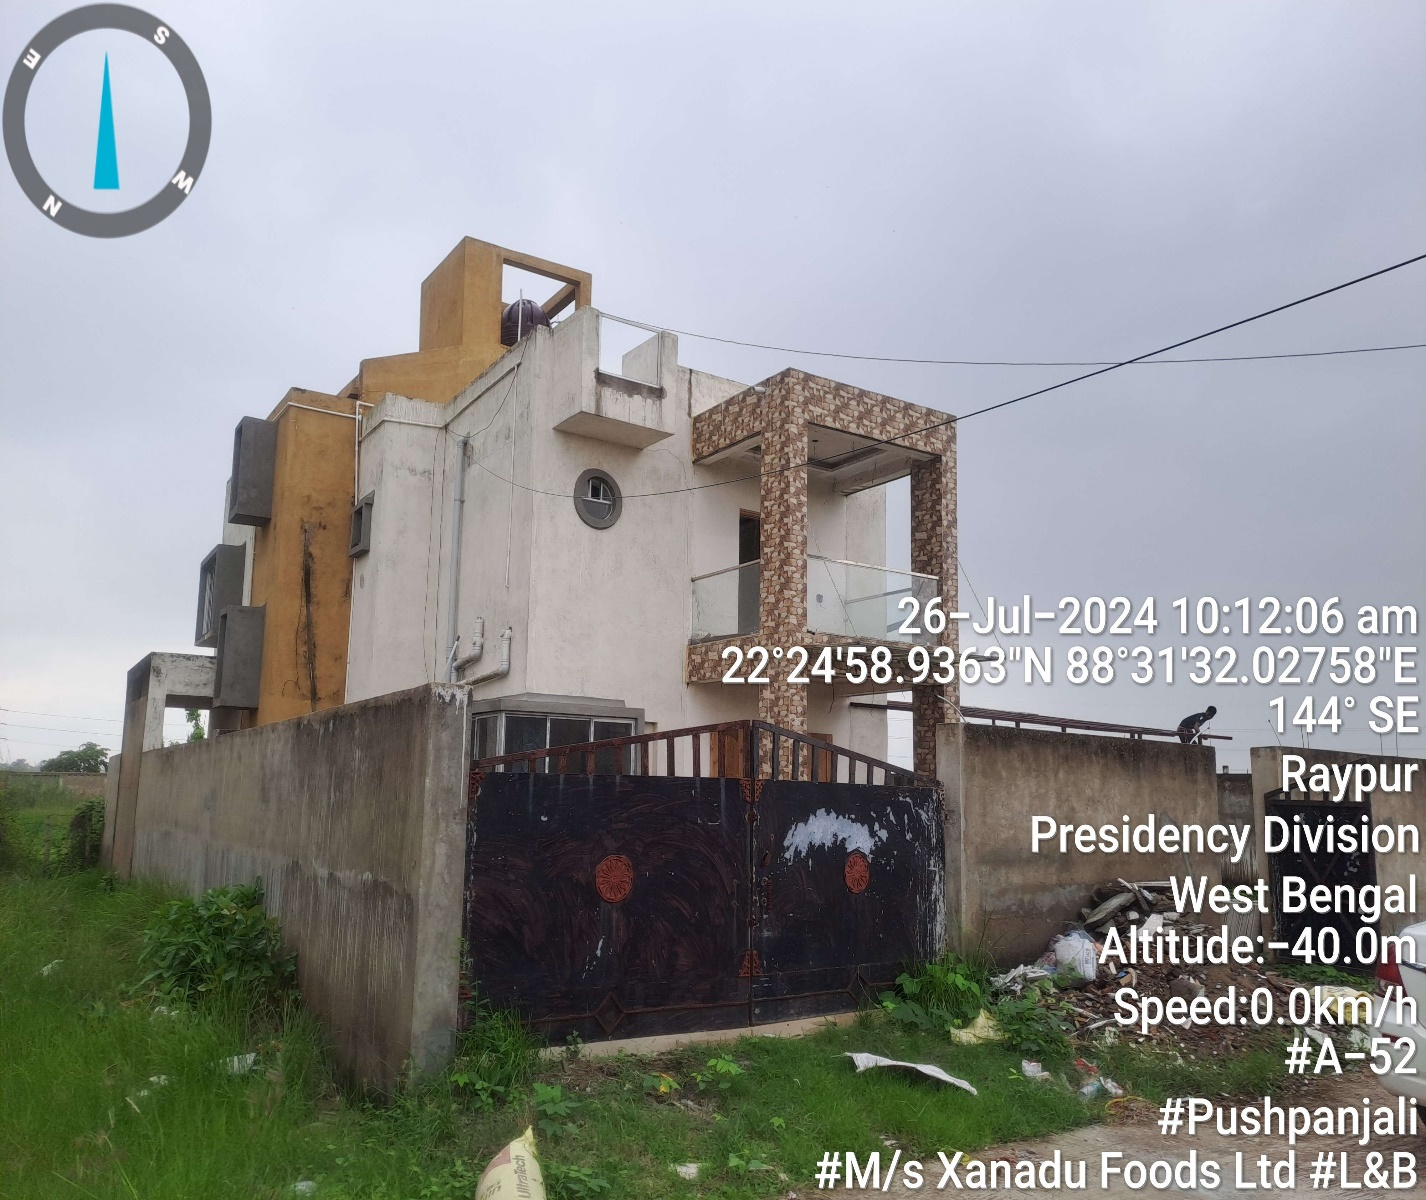 S
E
W
N
26-Jul-2024 10:12:06 am
22°24'58.9363"N 88°31'32.02758"E
144° SE
Raypur
Presidency Division
West Bengal
Altitude:-40.0m
Speed:0.0km/h
#A-52
#Pushpanjali
#M/s Xanadu Foods Ltd #L&B
UltraTech